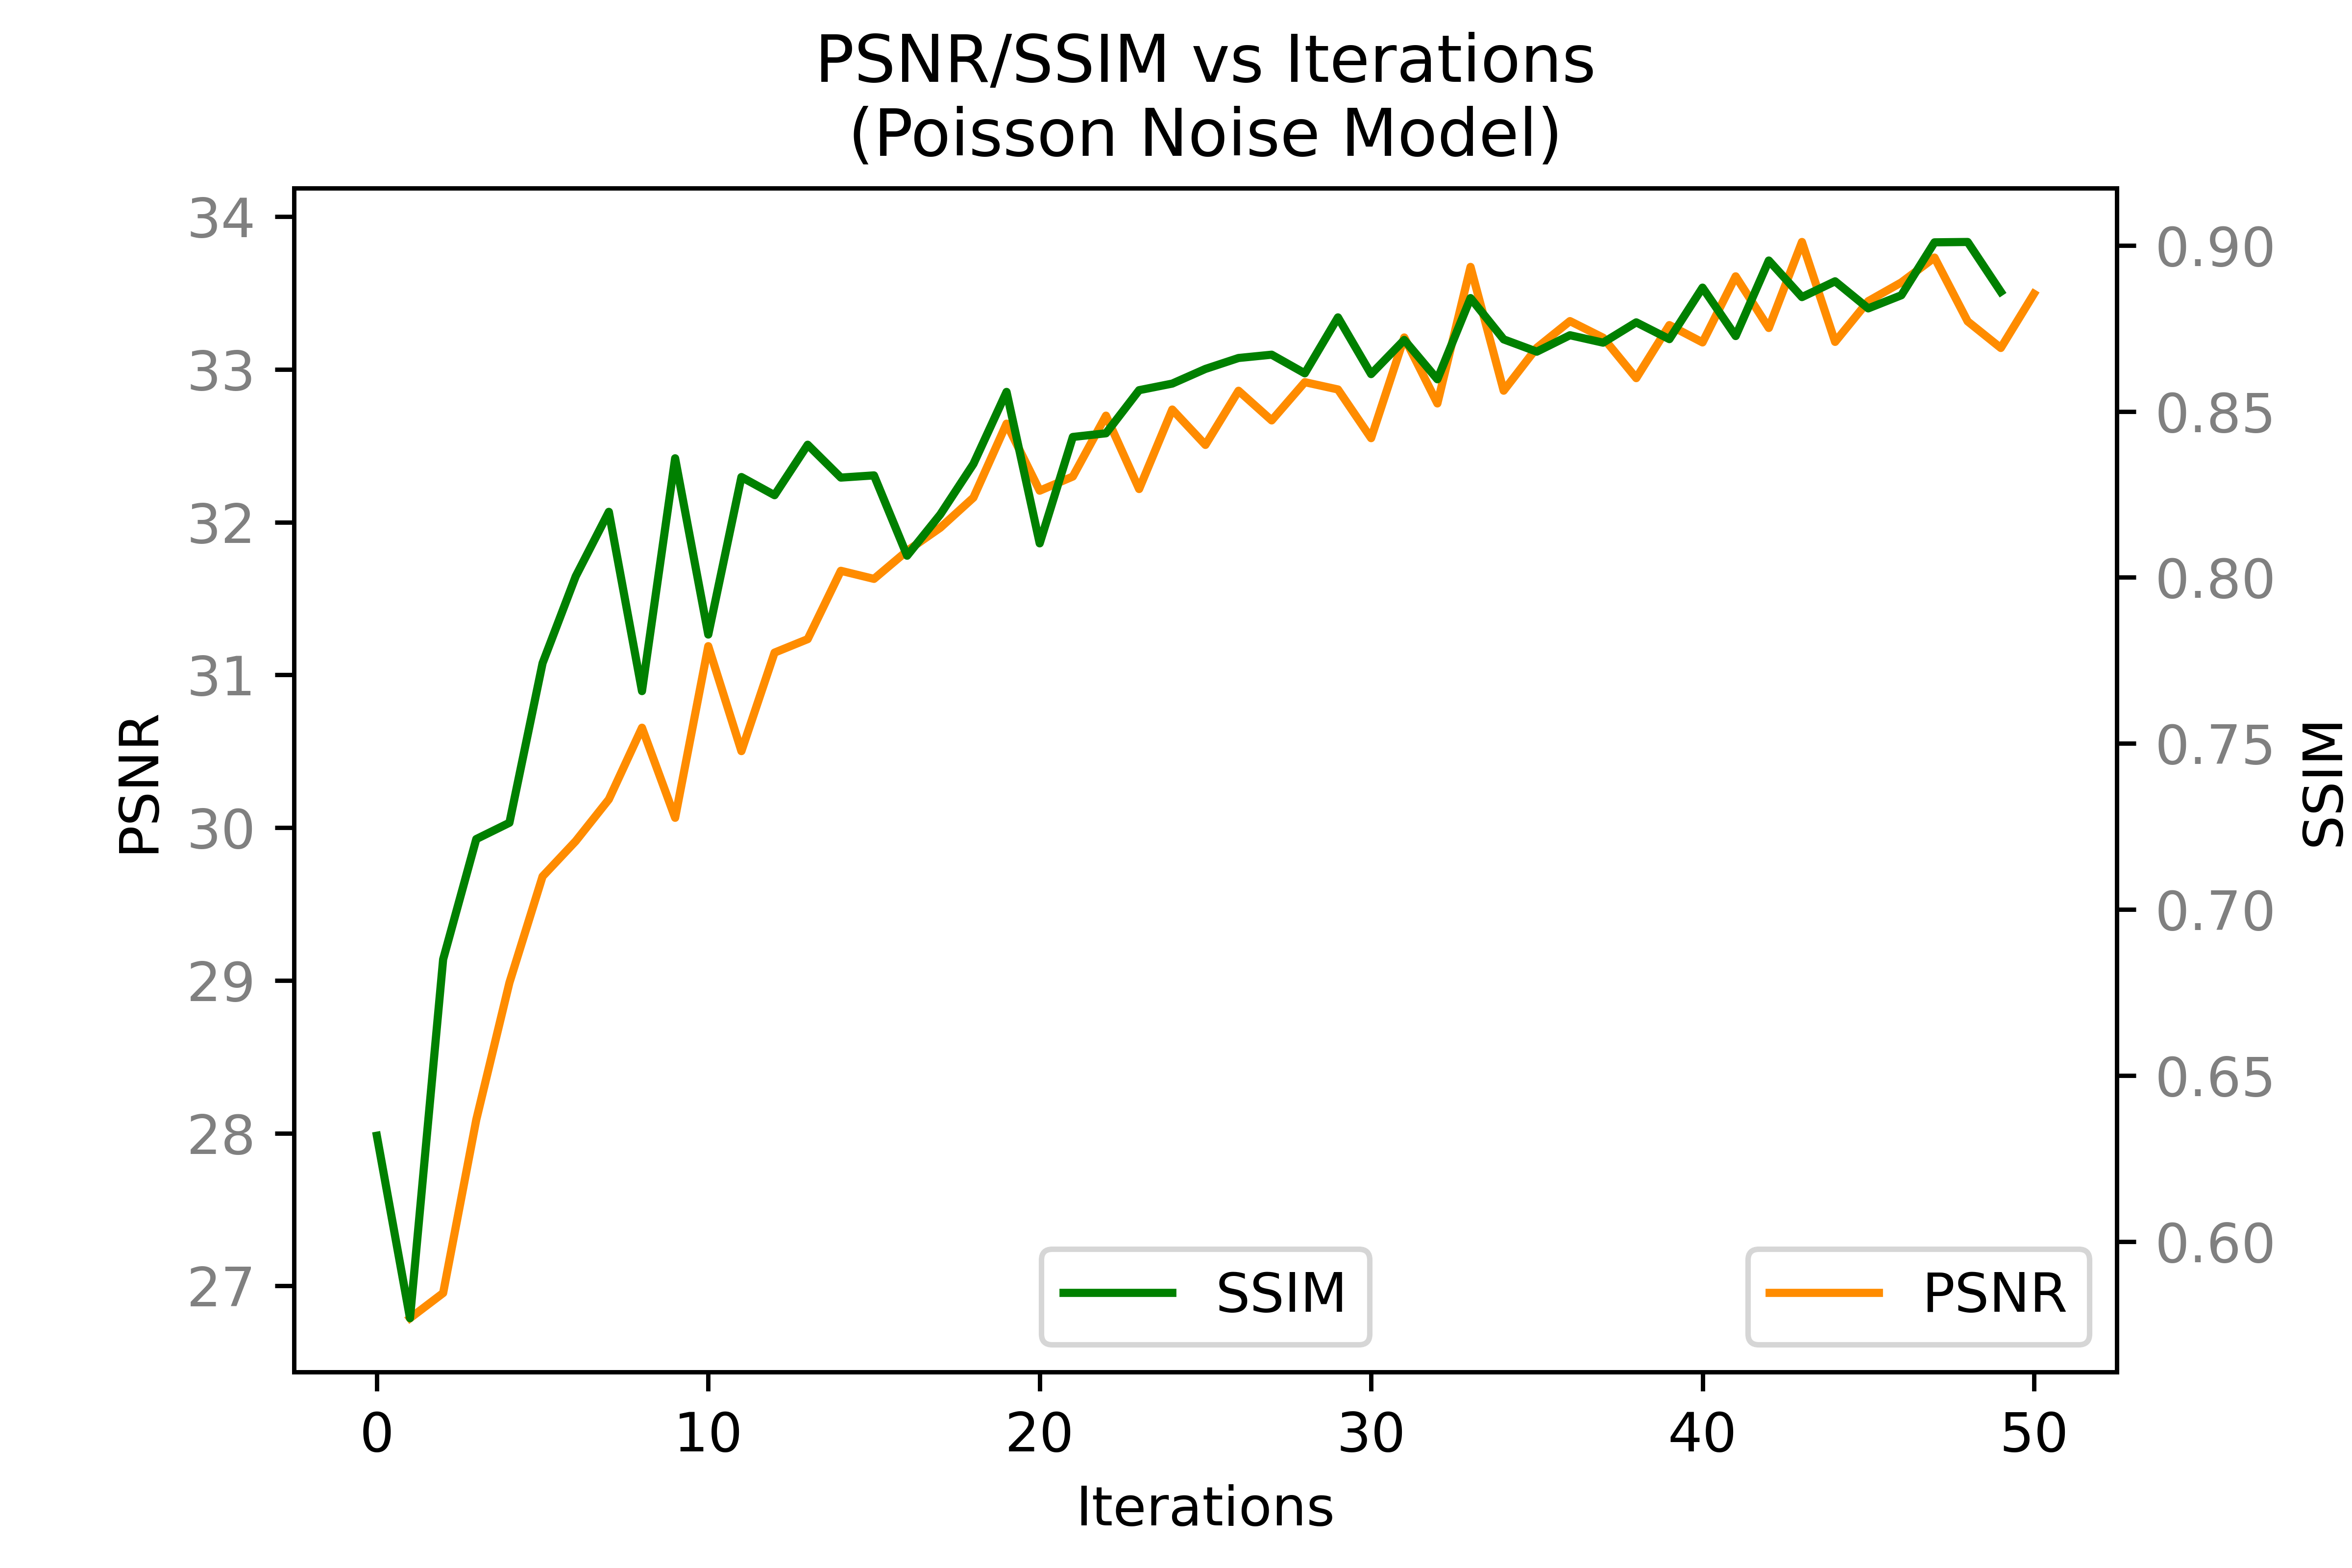 PSNR/SSIM vs Iterations
(Poisson Noise Model)
34
33
32
31
30
29
28
27
PSNR
0.90
0.85
0.80
0.75
0.70
0.65
0.60
SSIM
SSIM
PSNR
0 10 20 30 40 50
Iterations